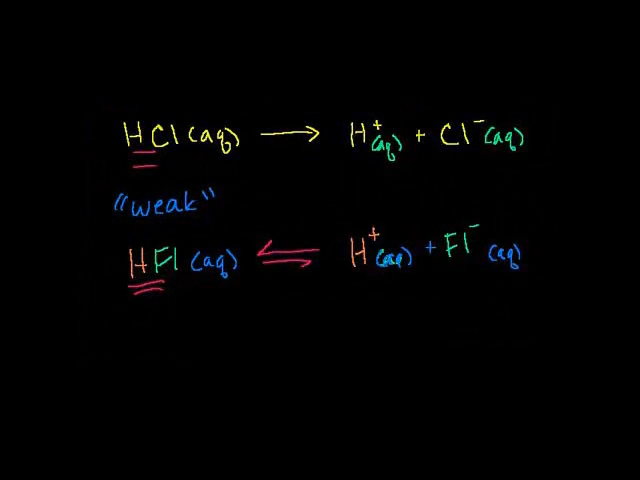 HCl (aq) → H⁺(aq) + Cl⁻(aq)
"weak"
HFl (aq) ⇌ H⁺(aq) + Fl⁻(aq)